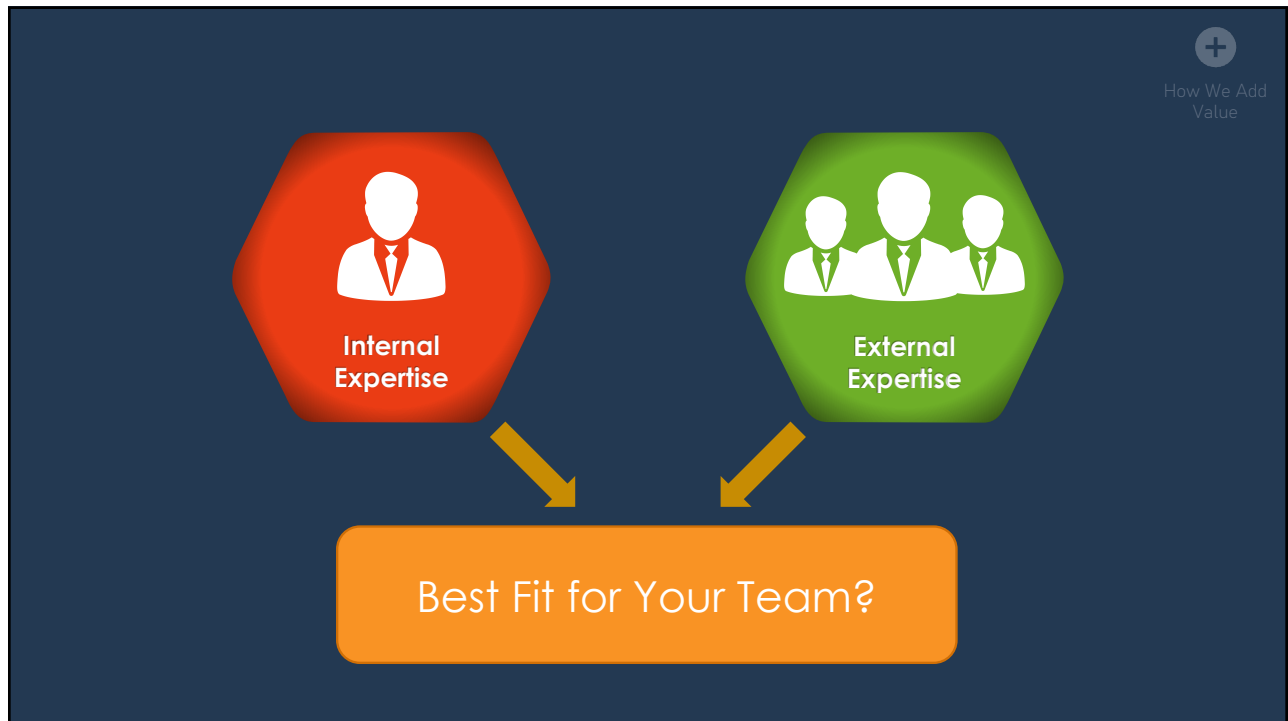 How We Add
Value
Internal
Expertise
External
Expertise
Best Fit for Your Team?